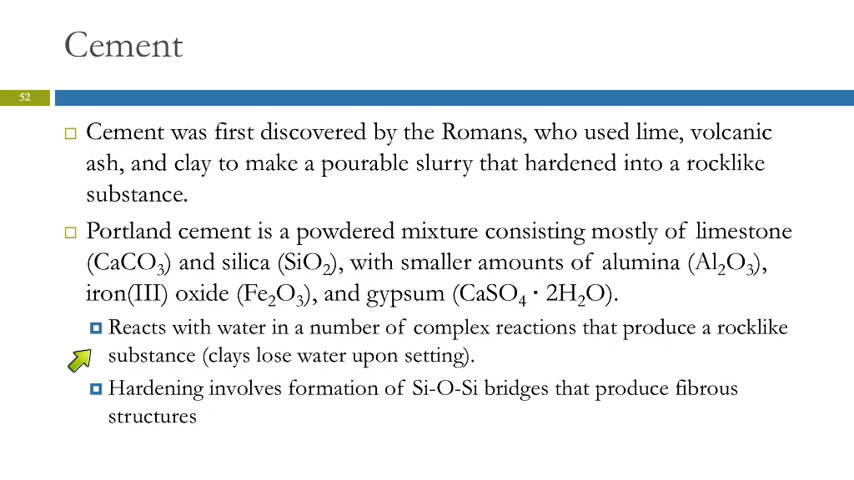 Cement
52
Cement was first discovered by the Romans, who used lime, volcanic
ash, and clay to make a pourable slurry that hardened into a rocklike
substance.
Portland cement is a powdered mixture consisting mostly of limestone
(CaCO₃) and silica (SiO₂), with smaller amounts of alumina (Al₂O₃),
iron(III) oxide (Fe₂O₃), and gypsum (CaSO₄ · 2H₂O).
Reacts with water in a number of complex reactions that produce a rocklike
substance (clays lose water upon setting).
Hardening involves formation of Si-O-Si bridges that produce fibrous
structures